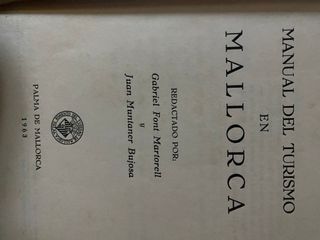 MANUAL DEL TURISMO
EN
MALLORCA
REDACTADO POR:
Gabriel Font Martorell
y
Juan Muntaner Bujosa
PALMA DE MALLORCA
1963